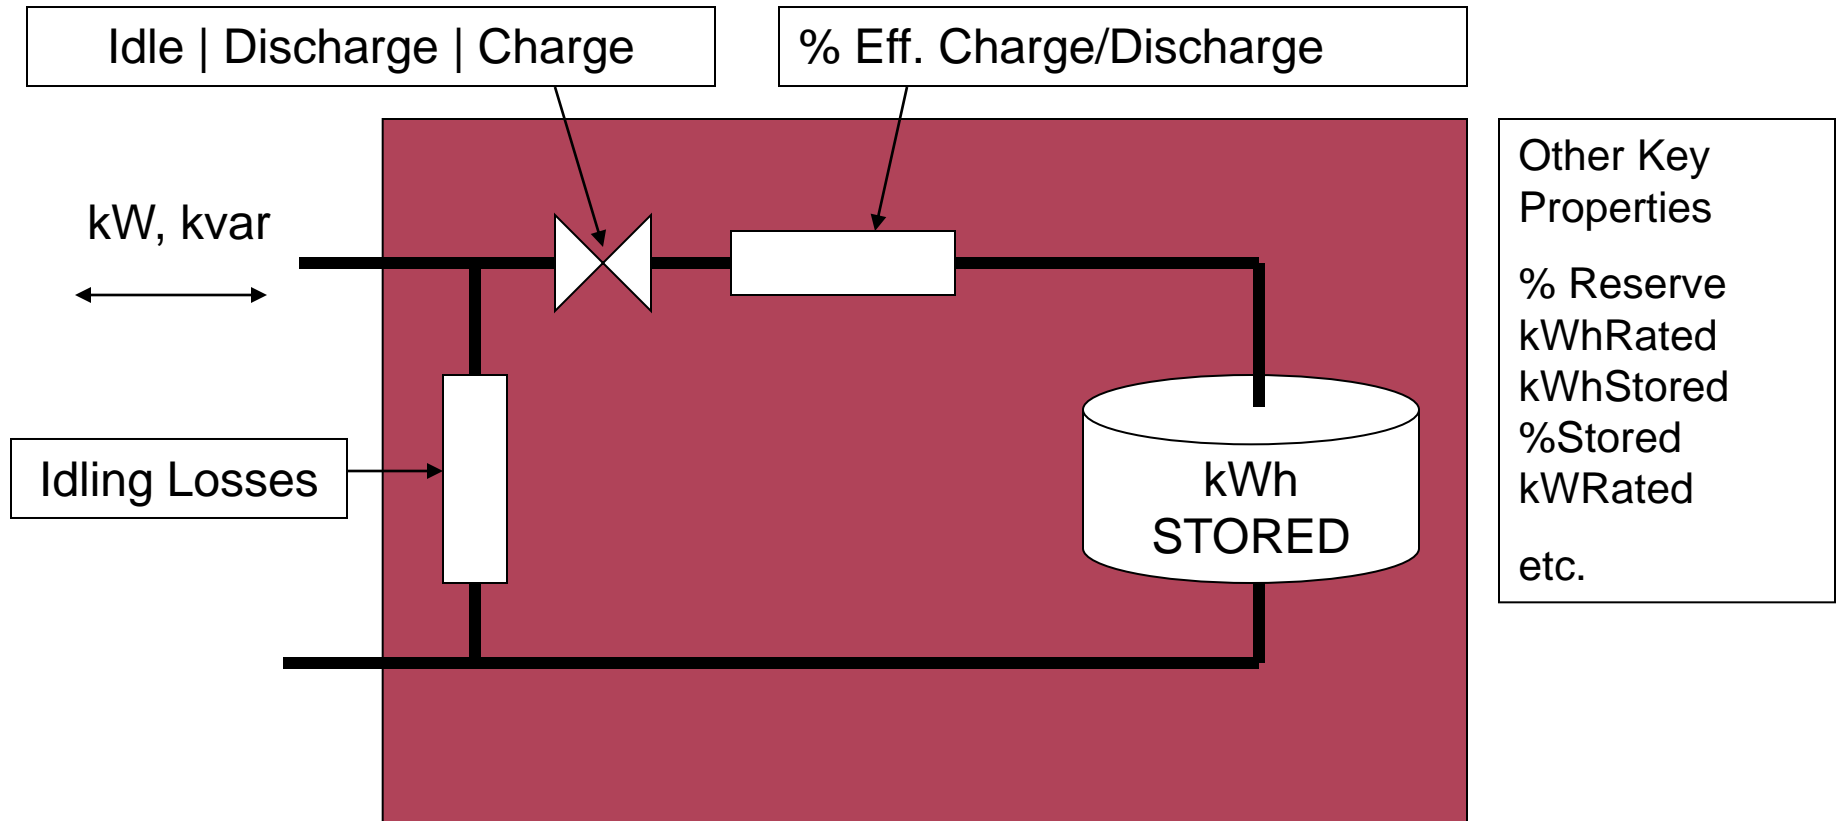 Idle | Discharge | Charge
% Eff. Charge/Discharge
kW, kvar
Idling Losses
kWh
STORED
Other Key
Properties
% Reserve
kWhRated
kWhStored
%Stored
kWRated
etc.